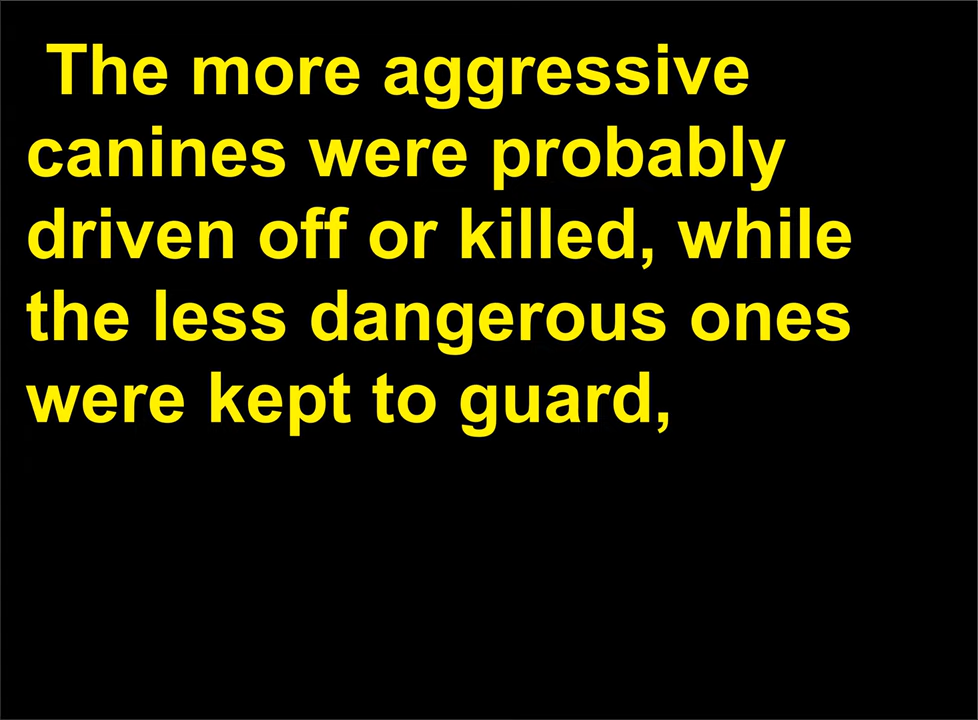 The more aggressive
canines were probably
driven off or killed, while
the less dangerous ones
were kept to guard,